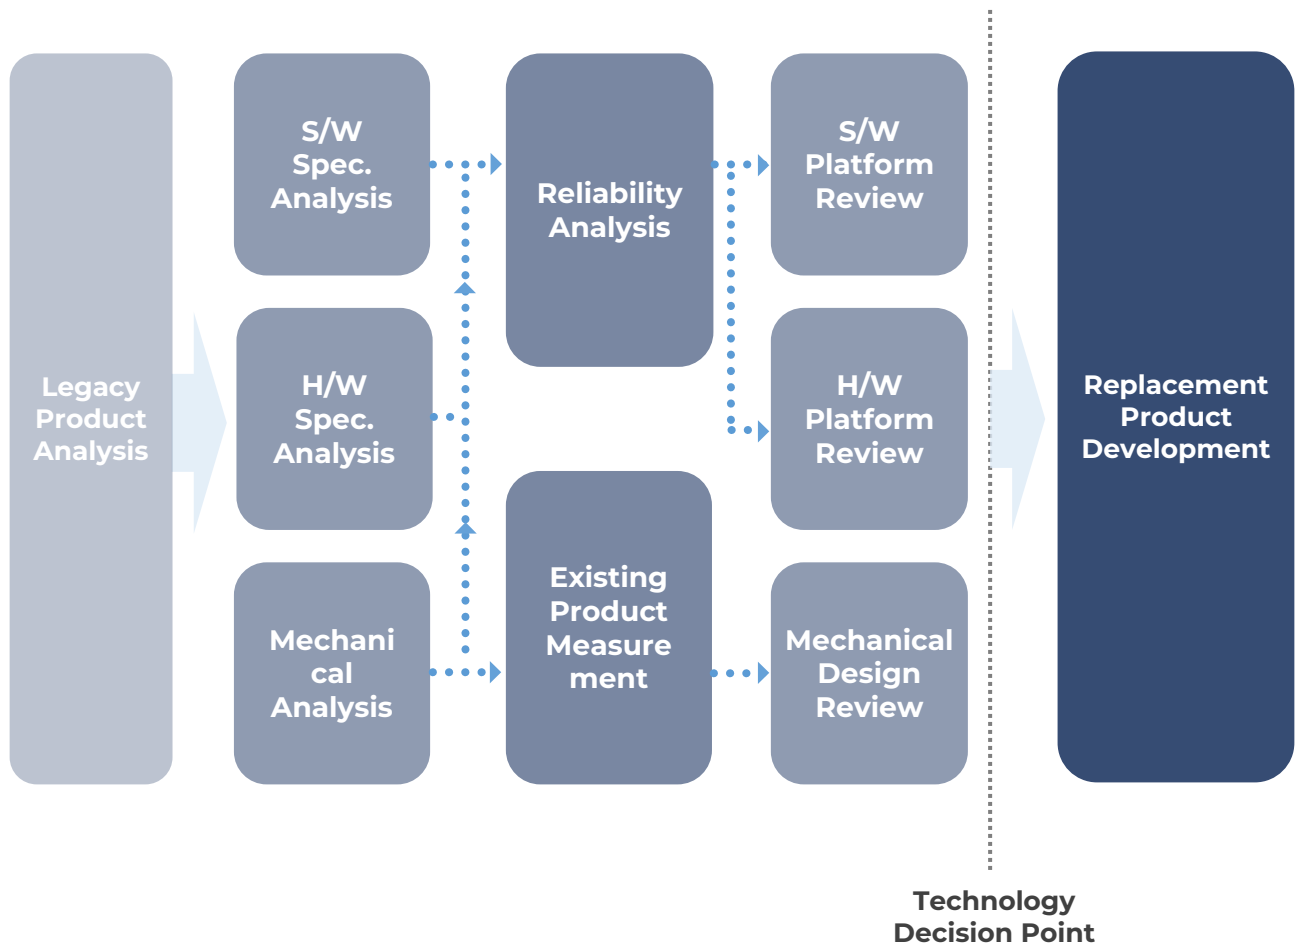 Legacy
Product
Analysis
S/W
Spec.
Analysis
H/W
Spec.
Analysis
Mechani
cal
Analysis
Reliability
Analysis
Existing
Product
Measure
ment
S/W
Platform
Review
H/W
Platform
Review
Mechanical
Design
Review
Replacement
Product
Development
Technology
Decision Point